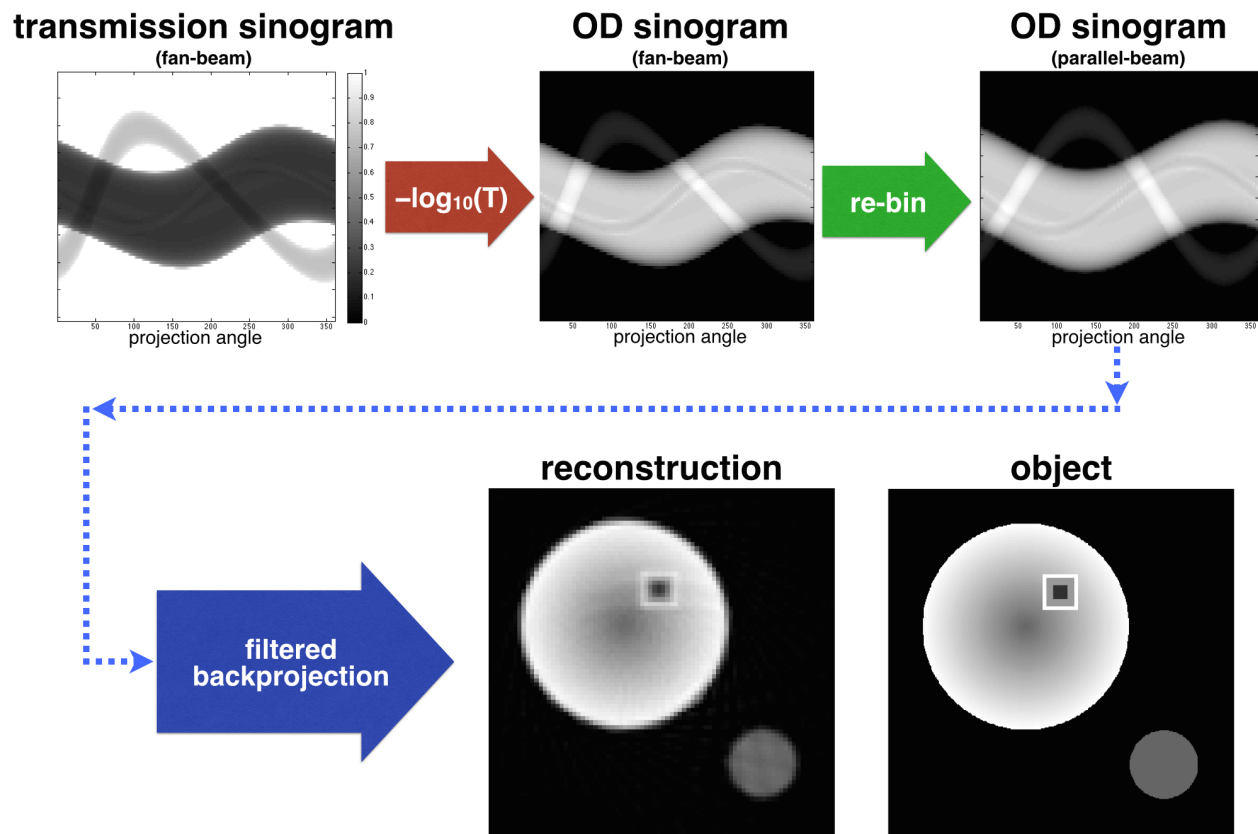 transmission sinogram
(fan-beam)
1
0.9
0.8
0.7
0.6
0.5
0.4
0.3
0.2
0.1
0
50 100 150 200 250 300 350
projection angle
–log₁₀(T)
OD sinogram
(fan-beam)
50 100 150 200 250 300 350
projection angle
re-bin
OD sinogram
(parallel-beam)
50 100 150 200 250 300 350
projection angle
filtered
backprojection
reconstruction
object